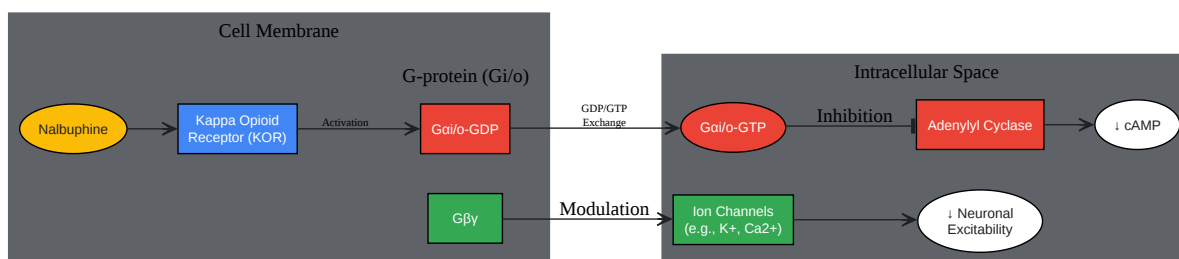 Cell Membrane
G-protein (Gi/o)
Nalbuphine
Kappa Opioid
Receptor (KOR)
Activation
Gαi/o-GDP
GDP/GTP
Exchange
Intracellular Space
Gαi/o-GTP
Inhibition
Adenylyl Cyclase
↓ cAMP
Gβγ
Modulation
Ion Channels
(e.g., K+, Ca2+)
↓ Neuronal
Excitability